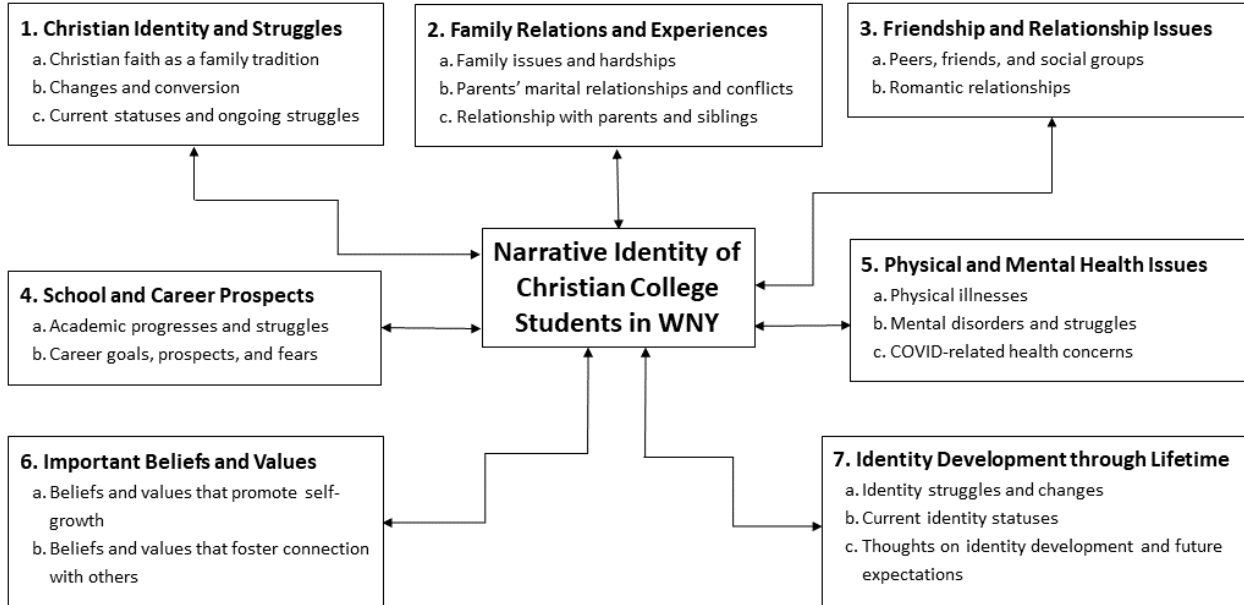 1. Christian Identity and Struggles
a. Christian faith as a family tradition
b. Changes and conversion
c. Current statuses and ongoing struggles
2. Family Relations and Experiences
a. Family issues and hardships
b. Parents' marital relationships and conflicts
c. Relationship with parents and siblings
3. Friendship and Relationship Issues
a. Peers, friends, and social groups
b. Romantic relationships
Narrative Identity of
Christian College
Students in WNY
4. School and Career Prospects
a. Academic progresses and struggles
b. Career goals, prospects, and fears
5. Physical and Mental Health Issues
a. Physical illnesses
b. Mental disorders and struggles
c. COVID-related health concerns
6. Important Beliefs and Values
a. Beliefs and values that promote self-
growth
b. Beliefs and values that foster connection
with others
7. Identity Development through Lifetime
a. Identity struggles and changes
b. Current identity statuses
c. Thoughts on identity development and future
expectations